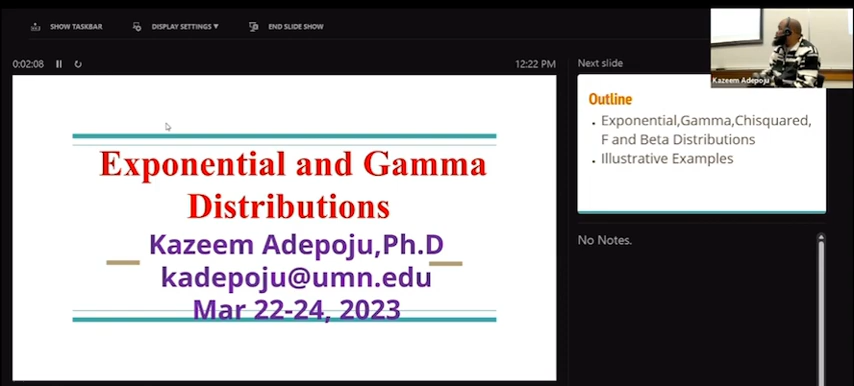 SHOW TASKBAR
DISPLAY SETTINGS ▼
END SLIDE SHOW
0:02:08
12:22 PM
Exponential and Gamma
Distributions
Kazeem Adepoju,Ph.D
kadepoju@umn.edu
Mar 22-24, 2023
Next slide
Kazeem Adepoju
Outline
• Exponential,Gamma,Chisquared,
F and Beta Distributions
• Illustrative Examples
No Notes.